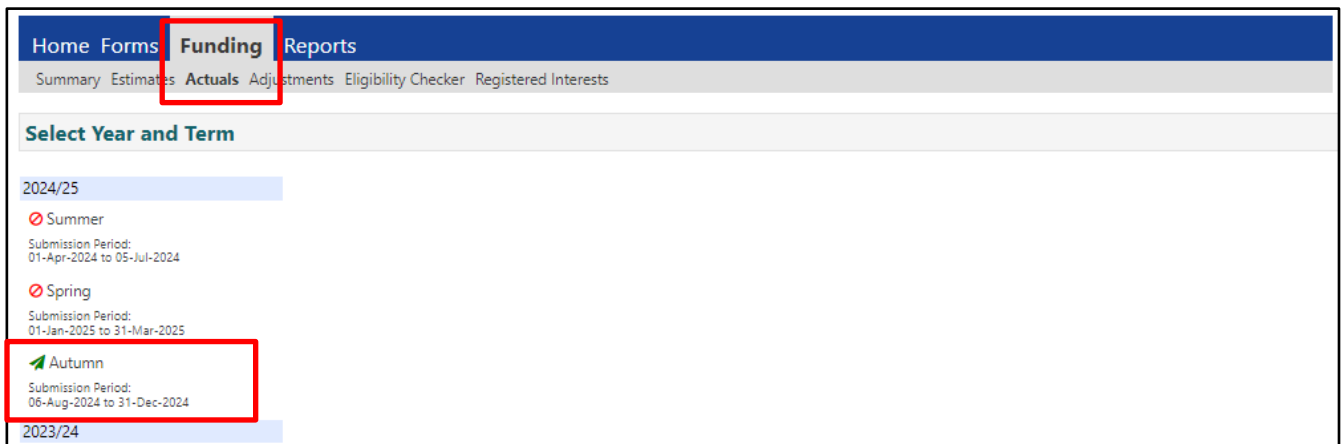 Home Forms Funding Reports
Summary Estimates Actuals Adjustments Eligibility Checker Registered Interests
Select Year and Term
2024/25
Summer
Submission Period:
01-Apr-2024 to 05-Jul-2024
Spring
Submission Period:
01-Jan-2025 to 31-Mar-2025
Autumn
Submission Period:
06-Aug-2024 to 31-Dec-2024
2023/24